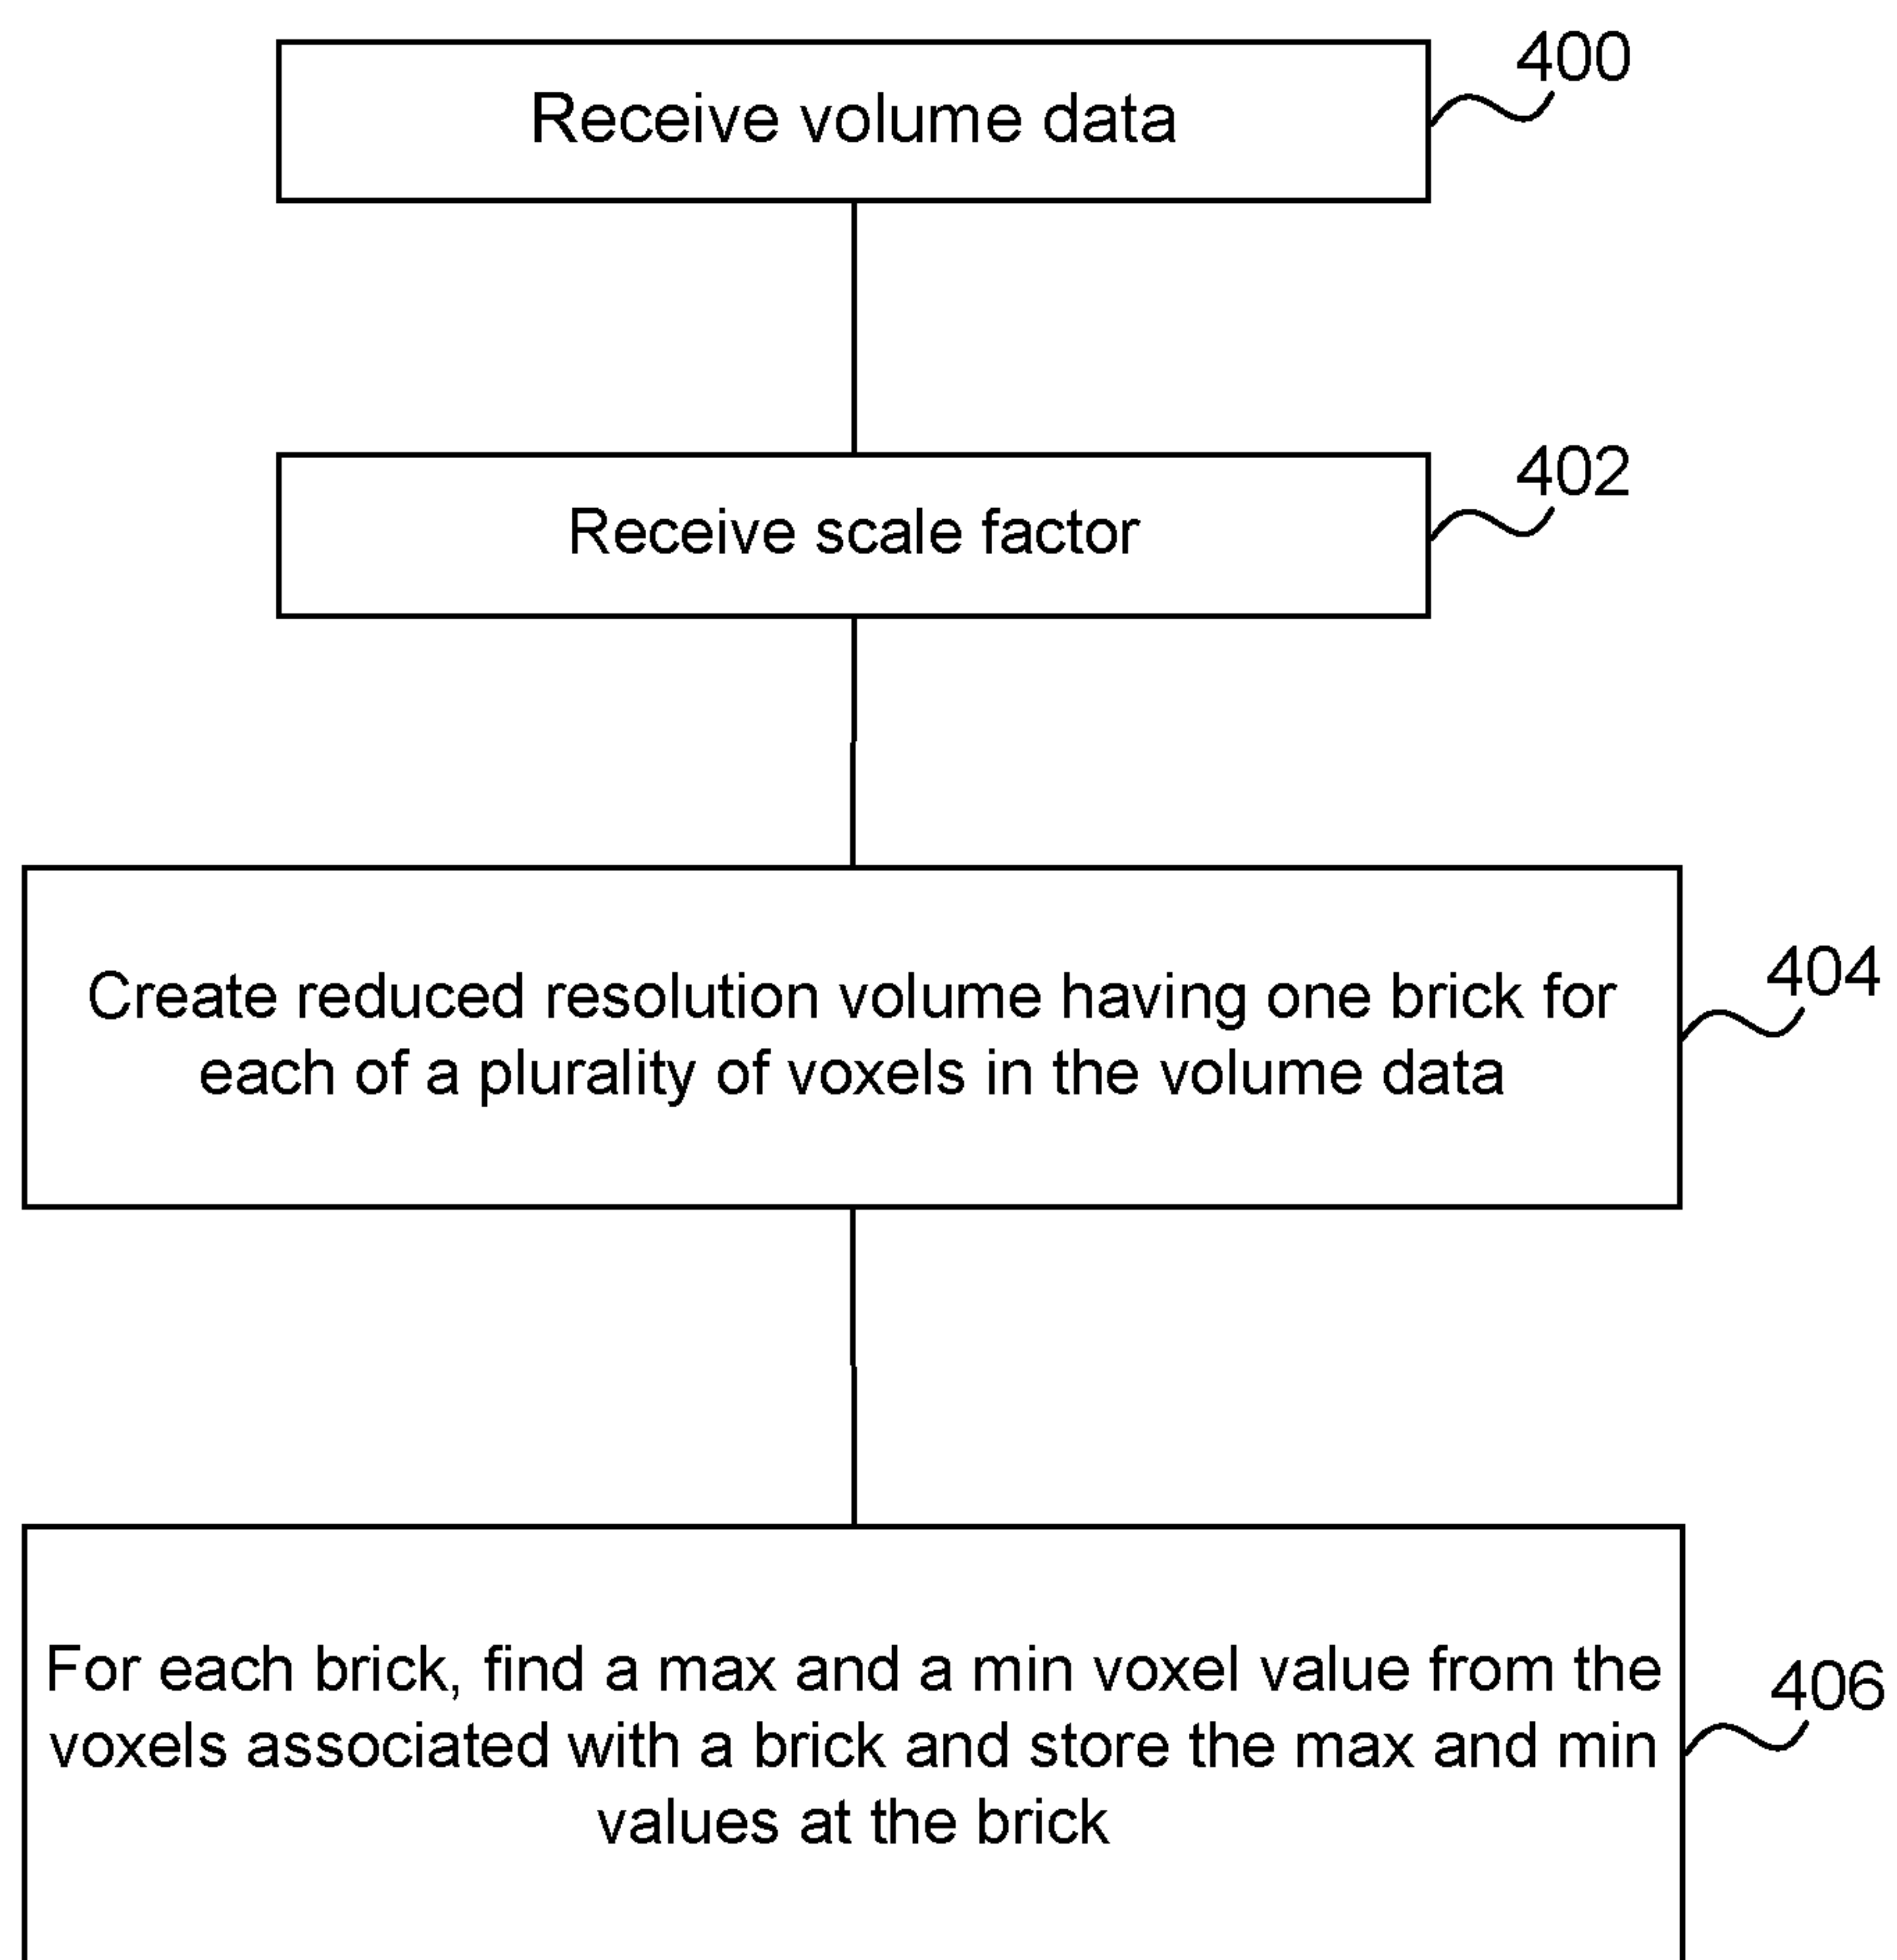 400
Receive volume data
402
Receive scale factor
404
Create reduced resolution volume having one brick for
each of a plurality of voxels in the volume data
406
For each brick, find a max and a min voxel value from the
voxels associated with a brick and store the max and min
values at the brick